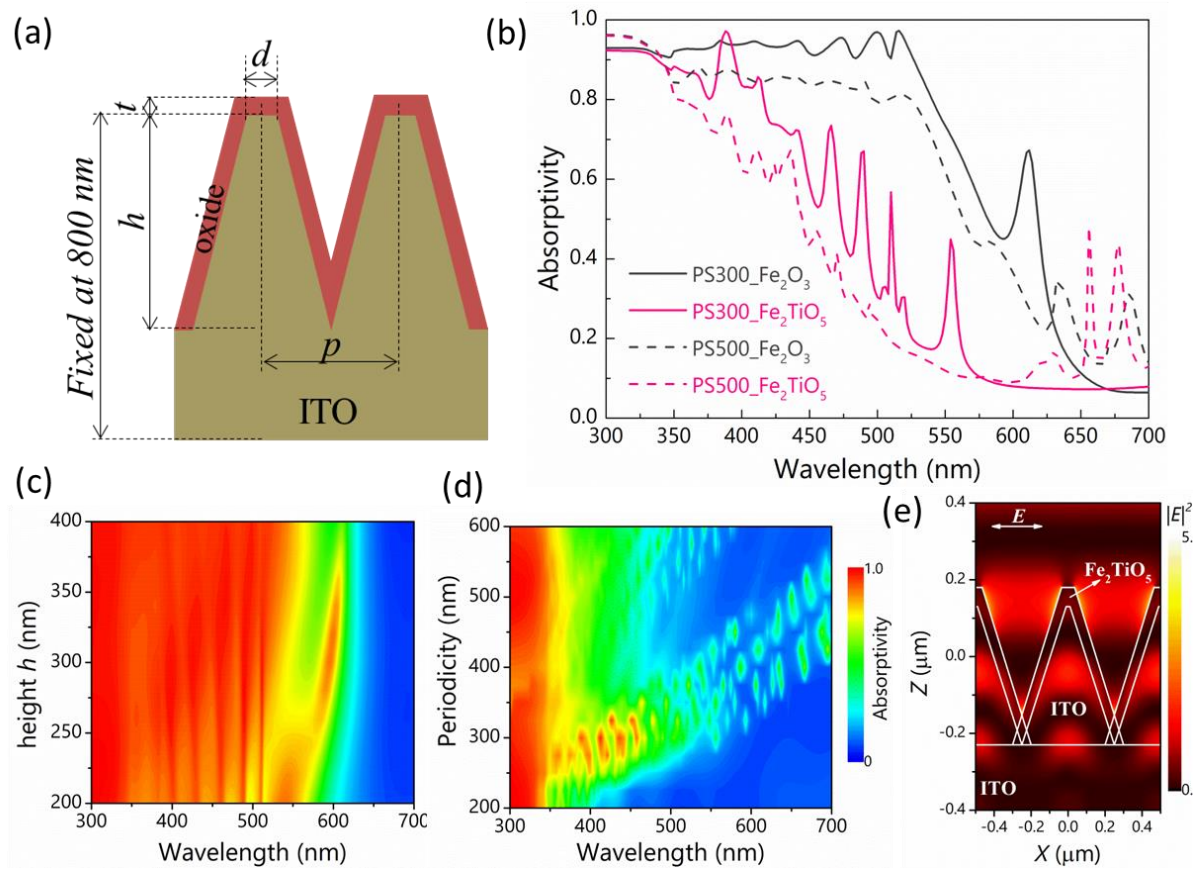 (a)
d
t
h
Fixed at 800 nm
oxide
p
ITO
(b)
1.0
0.8
0.6
0.4
0.2
0.0
Absorptivity
PS300_Fe₂O₃
PS300_Fe₂TiO₅
PS500_Fe₂O₃
PS500_Fe₂TiO₅
300 350 400 450 500 550 600 650 700
Wavelength (nm)
(c)
400
350
300
250
200
height h (nm)
300 400 500 600 700
Wavelength (nm)
(d)
600
500
400
300
200
Periodicity (nm)
300 400 500 600 700
Wavelength (nm)
1.0
Absorptivity
0
(e)
0.4
0.2
0.0
-0.2
-0.4
Z (μm)
E
Fe₂TiO₅
ITO
ITO
-0.4 -0.2 0.0 0.2 0.4
X (μm)
|E|²
5.
0.